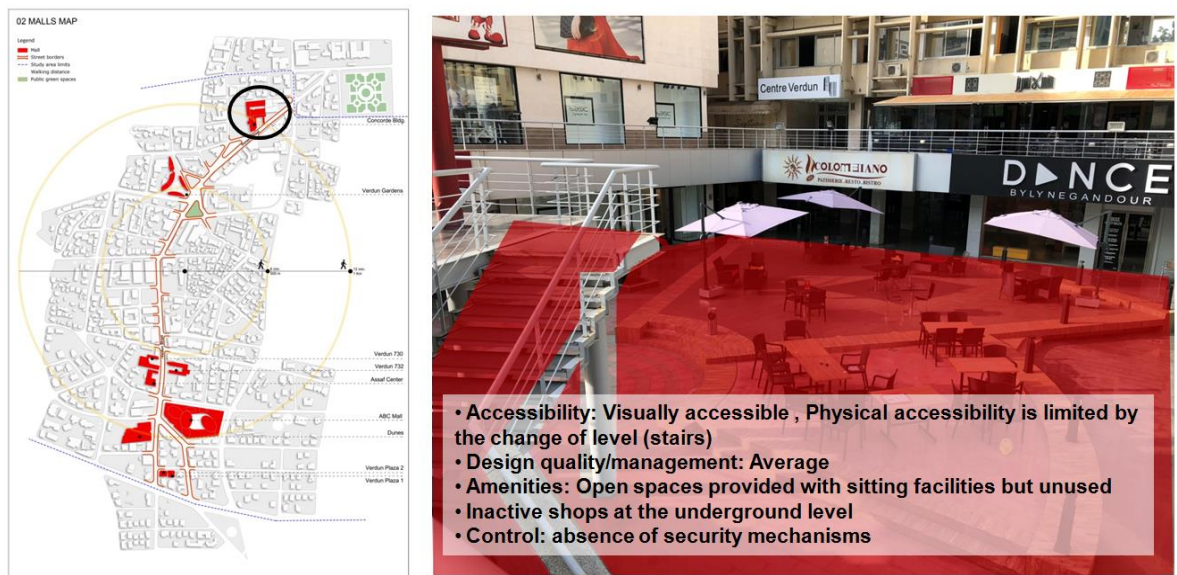 02 MALLS MAP
Legend
Mall
Street borders
Study area limits
Walking distance
Public green spaces
Concorde Bldg.
Verdun Gardens
Verdun 730
Verdun 732
Assaf Center
ABC Mall
Dunes
Verdun Plaza 2
Verdun Plaza 1
Centre Verdun
PATISSERIE .RESTO. BISTRO
DANCE
BYLYNEGANDOUR
• Accessibility: Visually accessible , Physical accessibility is limited by
the change of level (stairs)
• Design quality/management: Average
• Amenities: Open spaces provided with sitting facilities but unused
• Inactive shops at the underground level
• Control: absence of security mechanisms